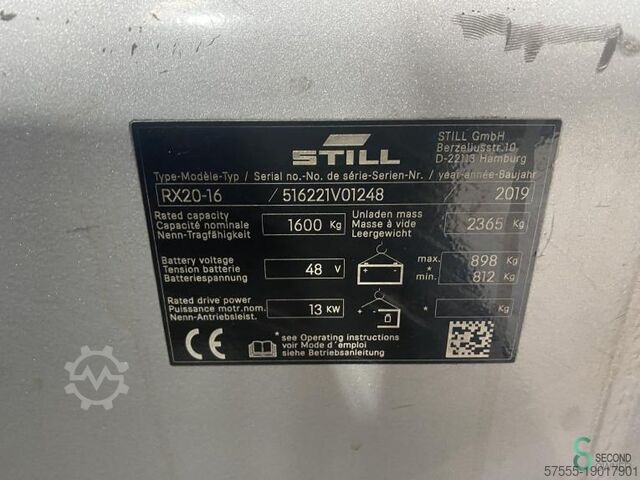 STILL
STILL GmbH
Berzeliusstr.10
D-22113 Hamburg
Type-Modèle-Typ / Serial no.-No. de série-Serien-Nr. / year-année-Baujahr
RX20-16 / 516221V01248 2019
Rated capacity
Capacité nominale
Nenn-Tragfähigkeit
1600 Kg
Unladen mass
Masse à vide
Leergewicht
2365 Kg
Battery voltage
Tension batterie
Batteriespannung
48 V
max. 898 Kg
*
min. 812 Kg
Rated drive power
Puissance motr.nom.
Nenn-Antriebsleist.
13 KW
* Kg
CE
*see Operating instructions
voir Mode d'emploi
siehe Betriebsanleitung
SECOND
57555-19017901